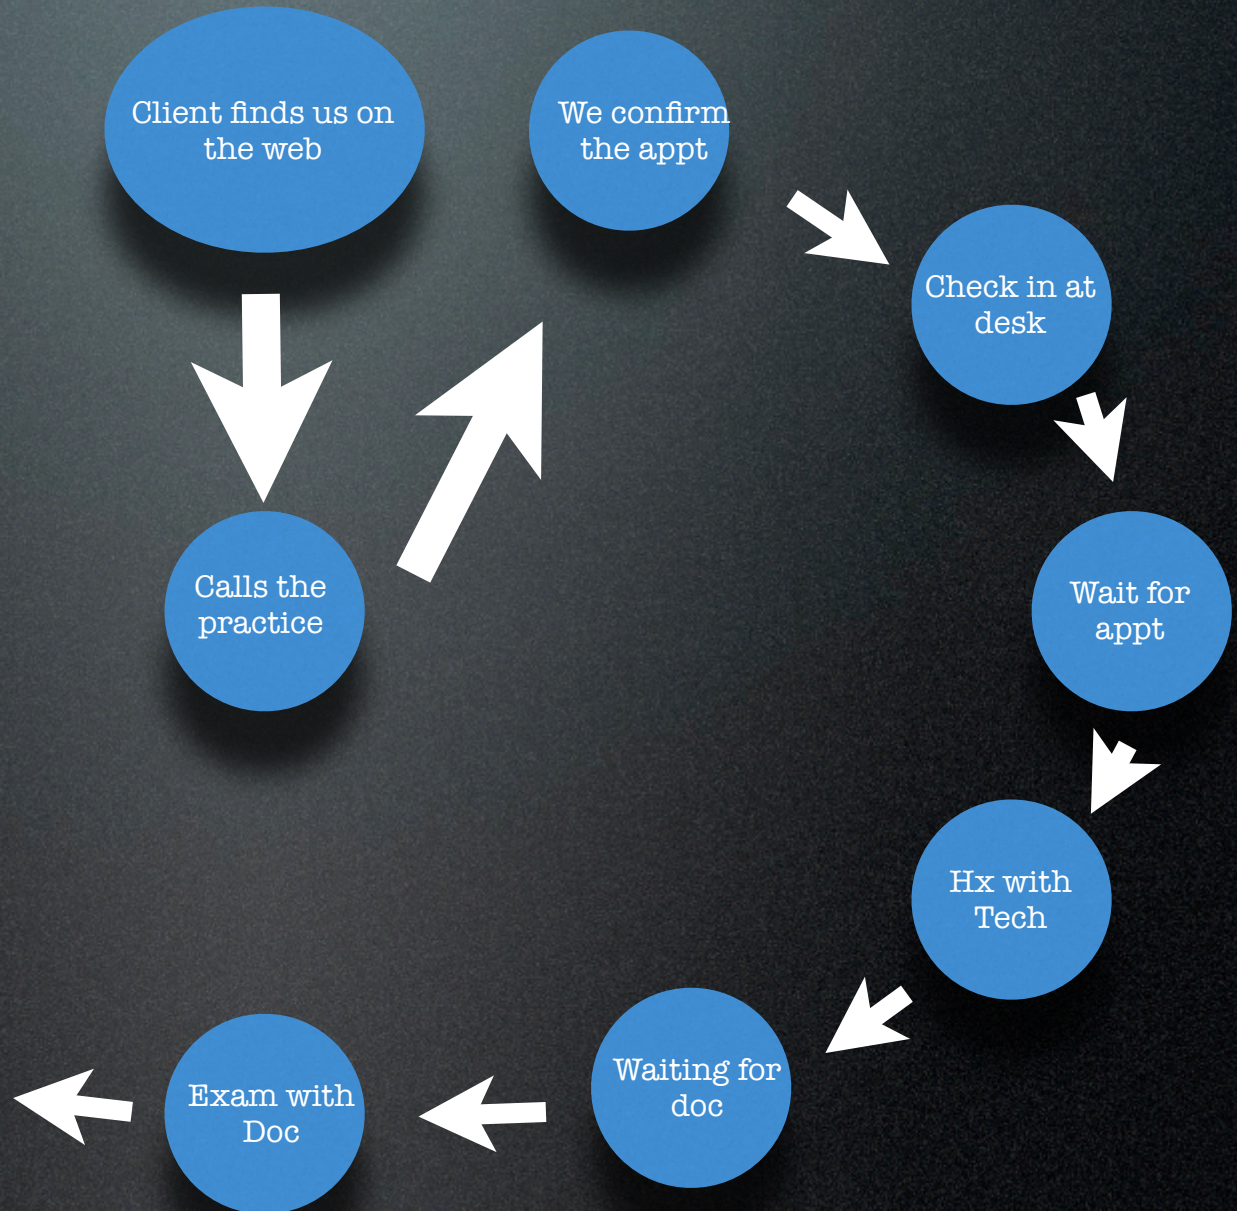 Client finds us on
the web
Calls the
practice
We confirm
the appt
Check in at
desk
Wait for
appt
Hx with
Tech
Waiting for
doc
Exam with
Doc